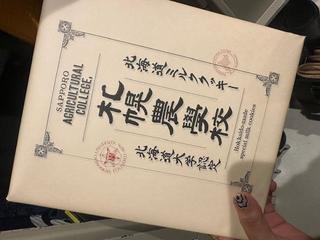 SAPPORO
AGRICULTURAL
COLLEGE,
北海道ミルククッキー
札幌農學校
北海道大学認定
Hokkaido-made
special milk cookies